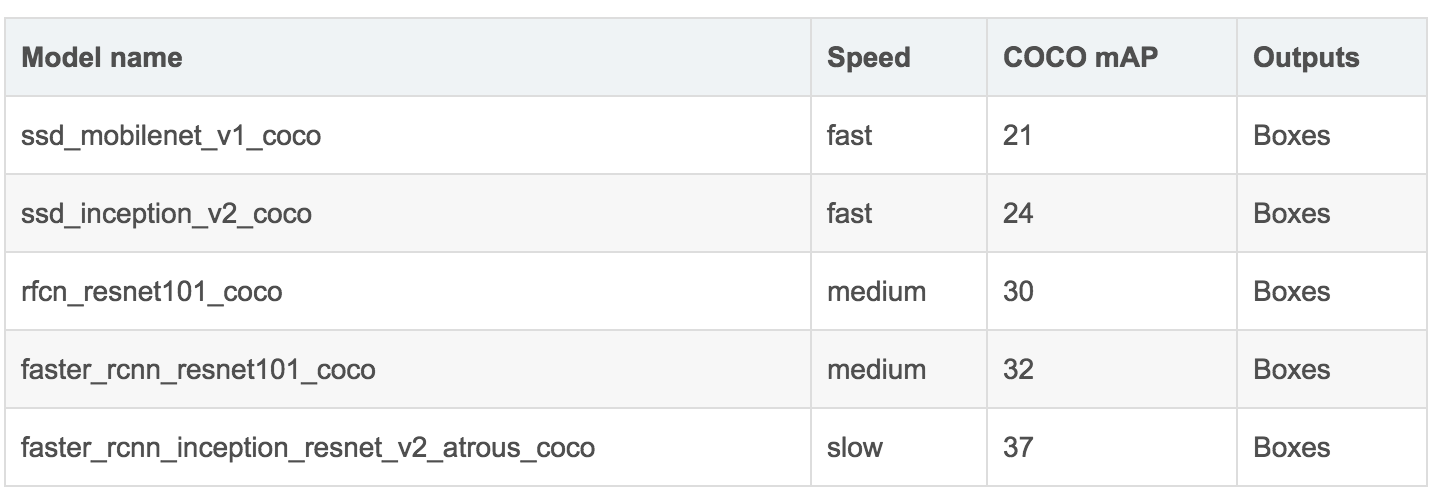 Model name Speed COCO mAP Outputs
ssd_mobilenet_v1_coco fast 21 Boxes
ssd_inception_v2_coco fast 24 Boxes
rfcn_resnet101_coco medium 30 Boxes
faster_rcnn_resnet101_coco medium 32 Boxes
faster_rcnn_inception_resnet_v2_atrous_coco slow 37 Boxes